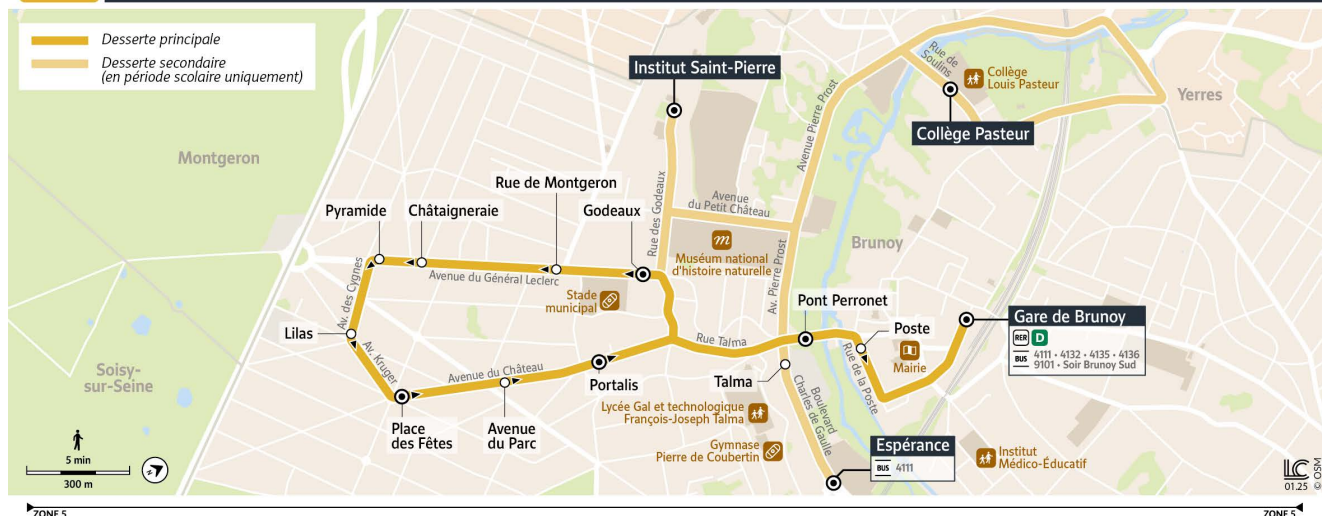 Desserte principale
Desserte secondaire
(en période scolaire uniquement)
Institut Saint-Pierre
Rue de
Soulins
Collège
Louis Pasteur
Yerres
Collège Pasteur
Montgeron
Avenue Pierre Prost
Rue de Montgeron
Avenue
du Petit Château
Pyramide
Châtaigneraie
Godeaux
Rue des Godeaux
m
Muséum national
d'histoire naturelle
Brunoy
Avenue du Général Leclerc
Av. des Cygnes
Stade
municipal
Av. Pierre Prost
Pont Perronet
Gare de Brunoy
RER D
BUS 4111 • 4132 • 4135 • 4136
9101 • Soir Brunoy Sud
Lilas
Rue Talma
Poste
Mairie
Rue de la Poste
Av. Kruger
Avenue du Château
Soisy-
sur-Seine
Portalis
Talma
Boulevard
Charles de Gaulle
Place
des Fêtes
Avenue
du Parc
Lycée Gal et technologique
François-Joseph Talma
Gymnase
Pierre de Coubertin
Espérance
BUS 4111
Institut
Médico-Éducatif
5 min
300 m
LC
01.25
© OSM
ZONE 5
ZONE 5